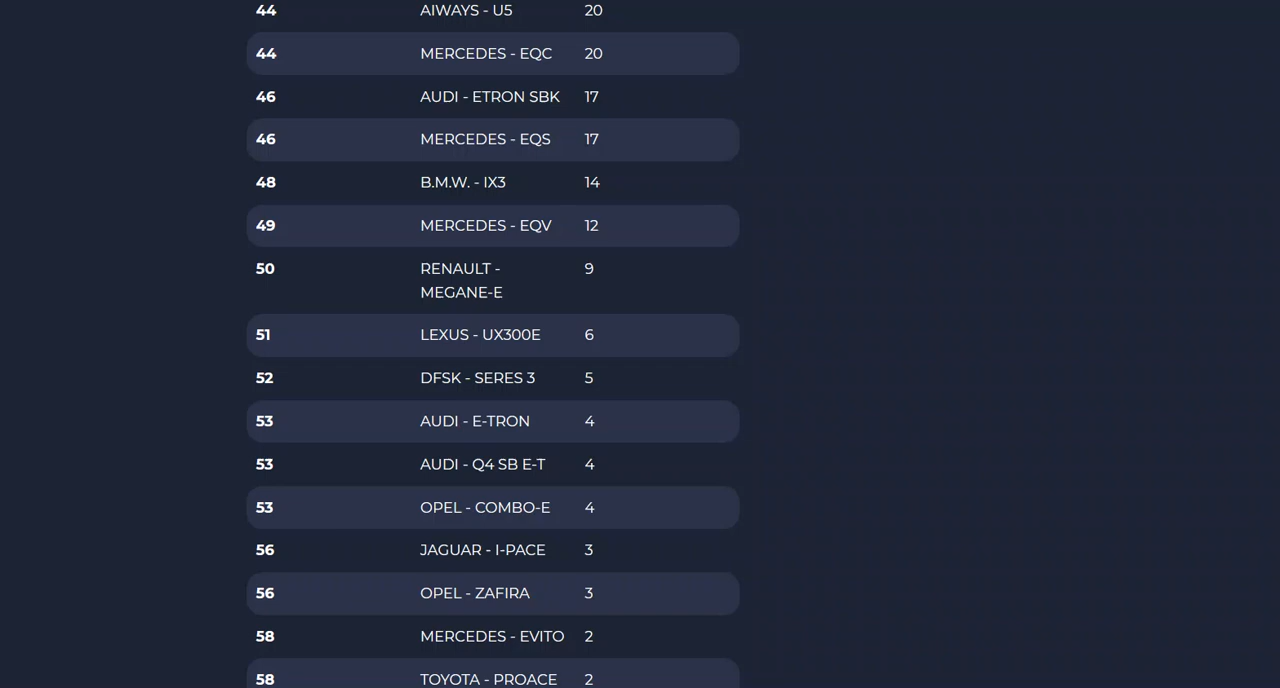 44 AIWAYS - U5 20
44 MERCEDES - EQC 20
46 AUDI - ETRON SBK 17
46 MERCEDES - EQS 17
48 B.M.W. - IX3 14
49 MERCEDES - EQV 12
50 RENAULT - 9
MEGANE-E
51 LEXUS - UX300E 6
52 DFSK - SERES 3 5
53 AUDI - E-TRON 4
53 AUDI - Q4 SB E-T 4
53 OPEL - COMBO-E 4
56 JAGUAR - I-PACE 3
56 OPEL - ZAFIRA 3
58 MERCEDES - EVITO 2
58 TOYOTA - PROACE 2